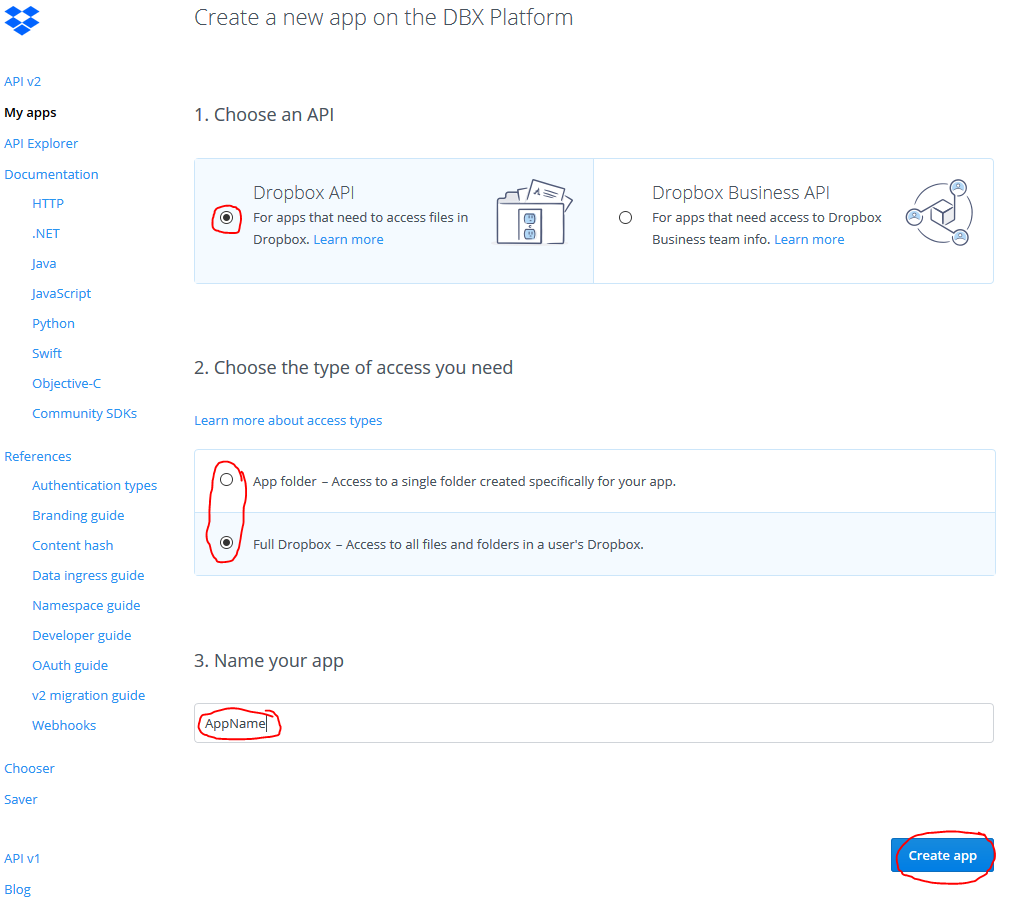 Create a new app on the DBX Platform
API v2
My apps
API Explorer
Documentation
HTTP
.NET
Java
JavaScript
Python
Swift
Objective-C
Community SDKs
References
Authentication types
Branding guide
Content hash
Data ingress guide
Namespace guide
Developer guide
OAuth guide
v2 migration guide
Webhooks
Chooser
Saver
API v1
Blog
1. Choose an API
Dropbox API
For apps that need to access files in
Dropbox. Learn more
Dropbox Business API
For apps that need access to Dropbox
Business team info. Learn more
2. Choose the type of access you need
Learn more about access types
App folder – Access to a single folder created specifically for your app.
Full Dropbox – Access to all files and folders in a user's Dropbox.
3. Name your app
AppName
Create app